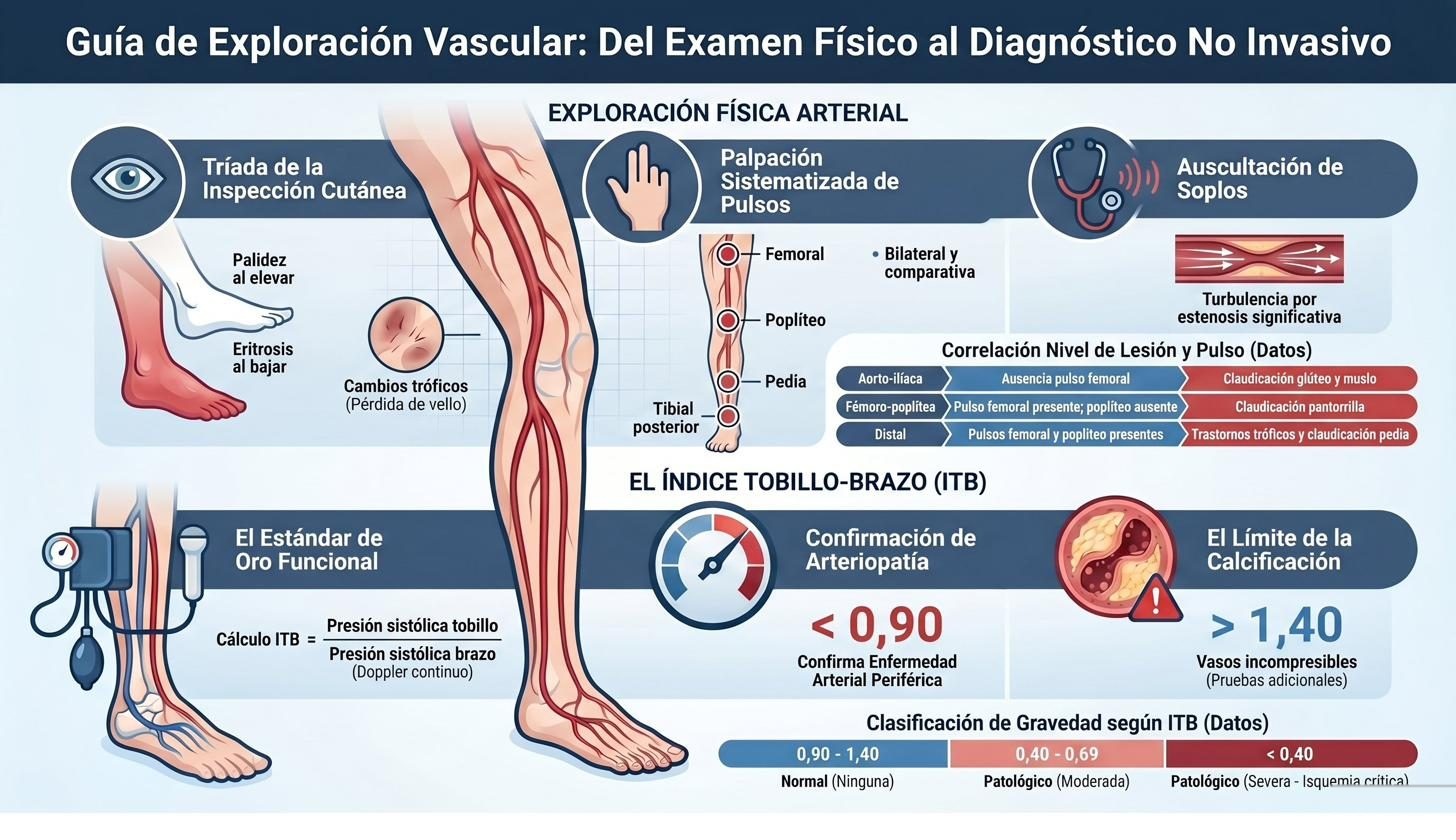 Guía de Exploración Vascular: Del Examen Físico al Diagnóstico No Invasivo
EXPLORACIÓN FÍSICA ARTERIAL
Tríada de la
Inspección Cutánea
Palidez
al elevar
Eritrosis
al bajar
Cambios tróficos
(Pérdida de vello)
Palpación
Sistematizada de
Pulsos
Femoral
Poplíteo
Pedia
Tibial
posterior
• Bilateral y
comparativa
Auscultación de
Soplos
Turbulencia por
estenosis significativa
Correlación Nivel de Lesión y Pulso (Datos)
Aorto-ilíaca Ausencia pulso femoral Claudicación glúteo y muslo
Fémoro-poplítea Pulso femoral presente; poplíteo ausente Claudicación pantorrilla
Distal Pulsos femoral y popliteo presentes Trastornos tróficos y claudicación pedia
EL ÍNDICE TOBILLO-BRAZO (ITB)
El Estándar de
Oro Funcional
Cálculo ITB = Presión sistólica tobillo
Presión sistólica brazo
(Doppler continuo)
Confirmación de
Arteriopatía
< 0,90
Confirma Enfermedad
Arterial Periférica
El Límite de la
Calcificación
> 1,40
Vasos incompresibles
(Pruebas adicionales)
Clasificación de Gravedad según ITB (Datos)
0,90 - 1,40 0,40 - 0,69 < 0,40
Normal (Ninguna) Patológico (Moderada) Patológico (Severa - Isquemia crítica)